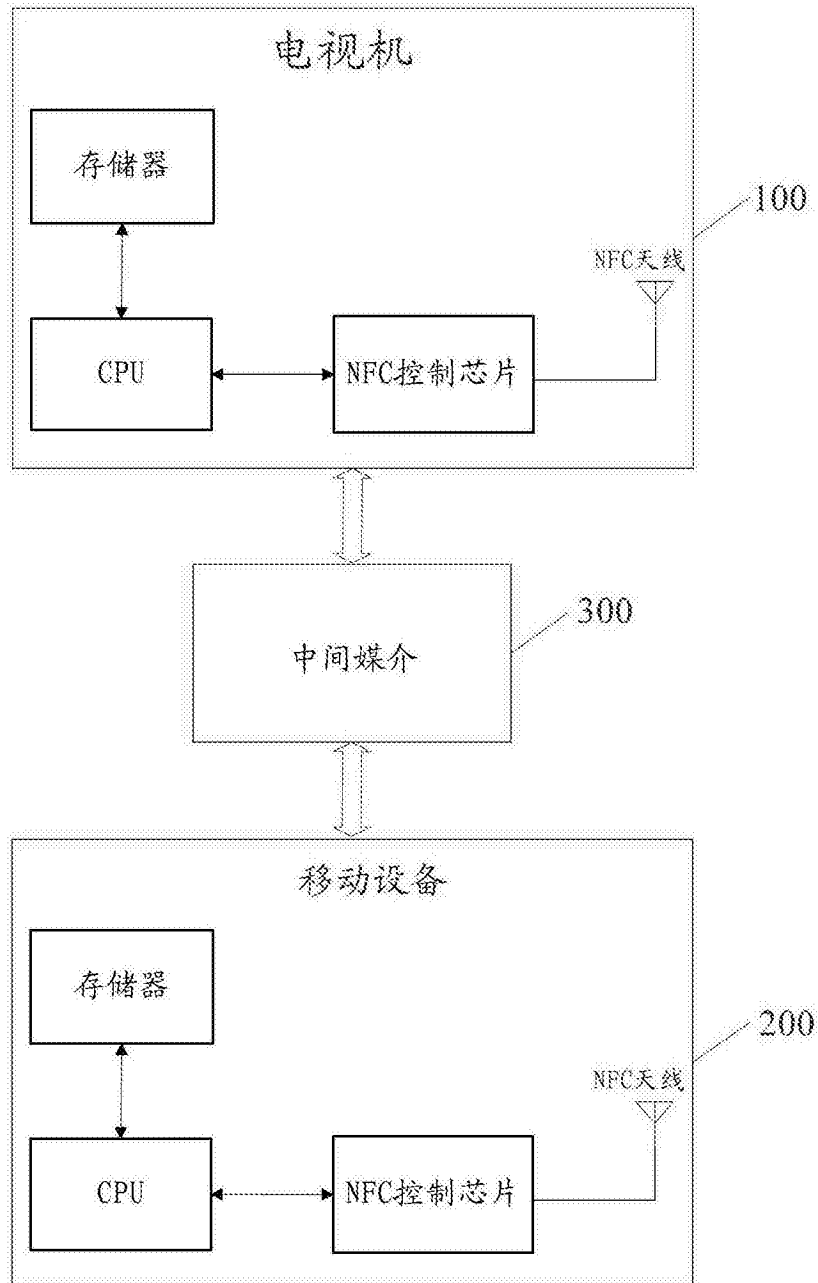 电视机
存储器
100
NFC天线
CPU
NFC控制芯片
300
中间媒介
移动设备
存储器
200
NFC天线
CPU
NFC控制芯片